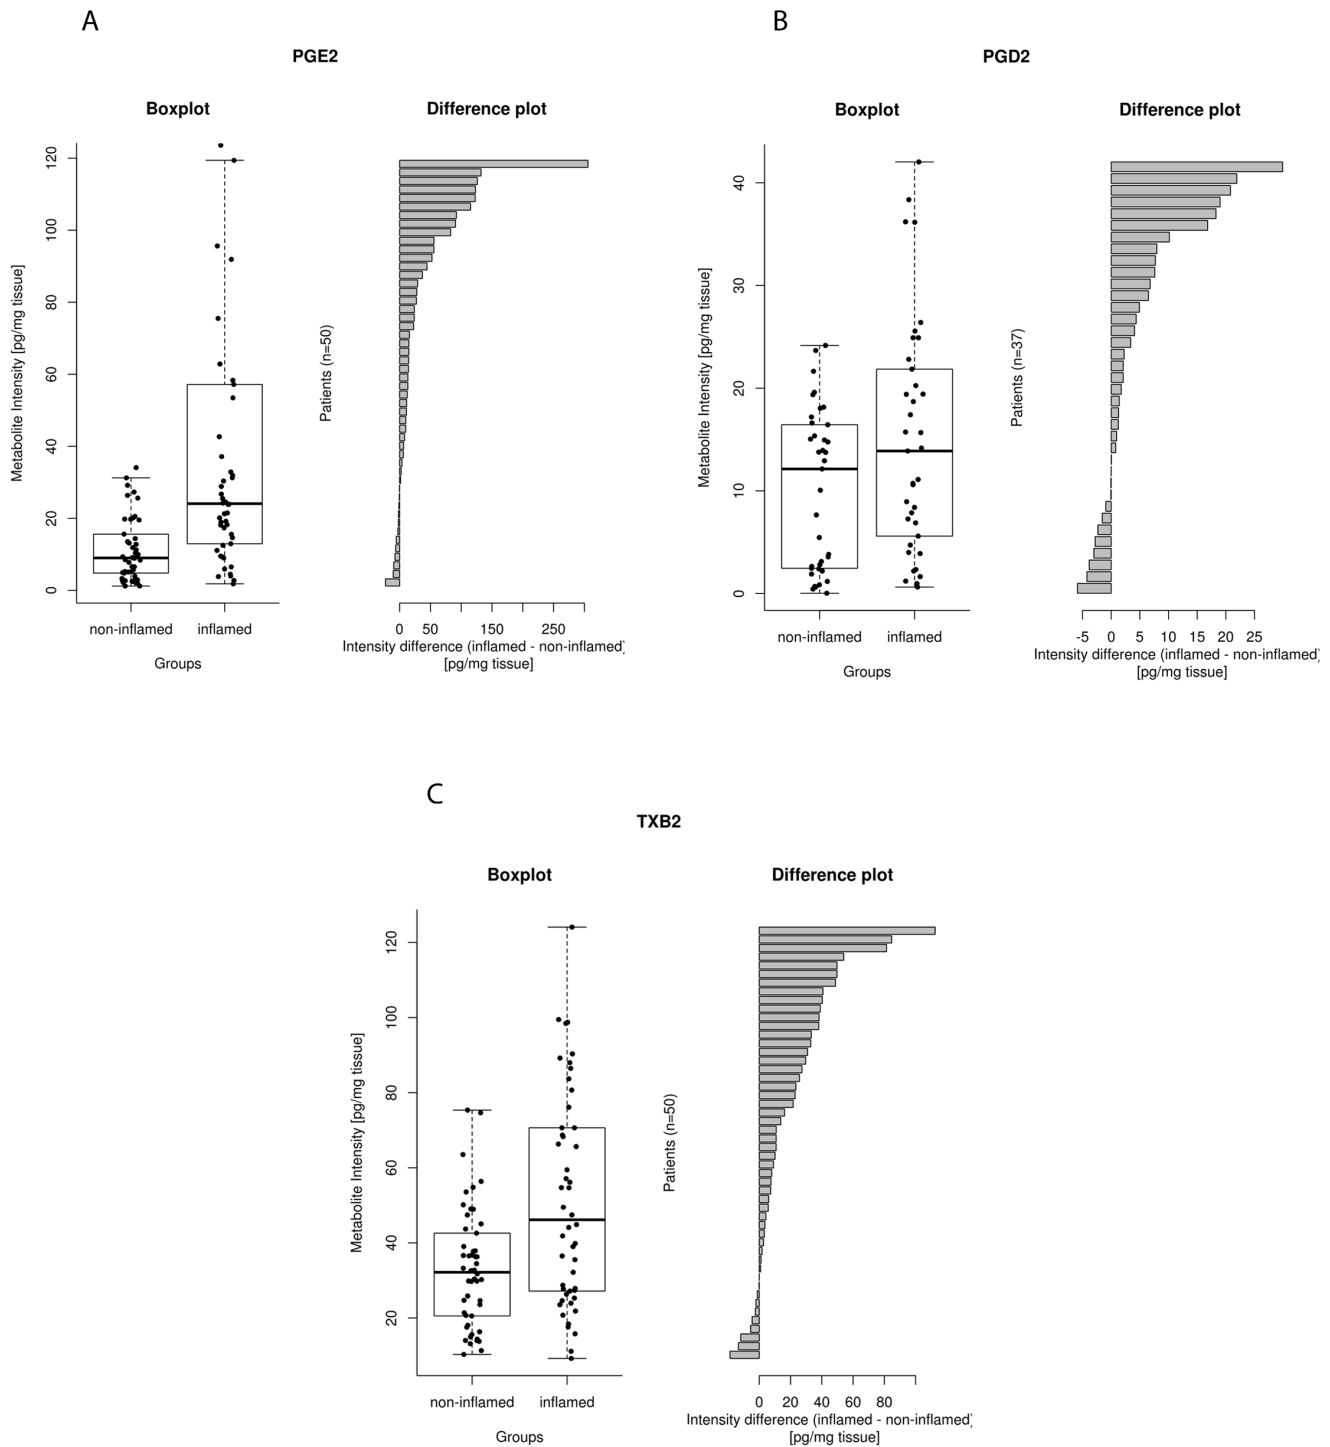 A
PGE2
Boxplot
Difference plot
Metabolite Intensity [pg/mg tissue]
0
20
40
60
80
100
120
non-inflamed
inflamed
Groups
Patients (n=50)
0 50 150 250
Intensity difference (inflamed - non-inflamed)
[pg/mg tissue]
B
PGD2
Boxplot
Difference plot
Metabolite Intensity [pg/mg tissue]
0
10
20
30
40
non-inflamed
inflamed
Groups
Patients (n=37)
-5 0 5 10 15 20 25
Intensity difference (inflamed - non-inflamed)
[pg/mg tissue]
C
TXB2
Boxplot
Difference plot
Metabolite Intensity [pg/mg tissue]
20
40
60
80
100
120
non-inflamed
inflamed
Groups
Patients (n=50)
0 20 40 60 80
Intensity difference (inflamed - non-inflamed)
[pg/mg tissue]